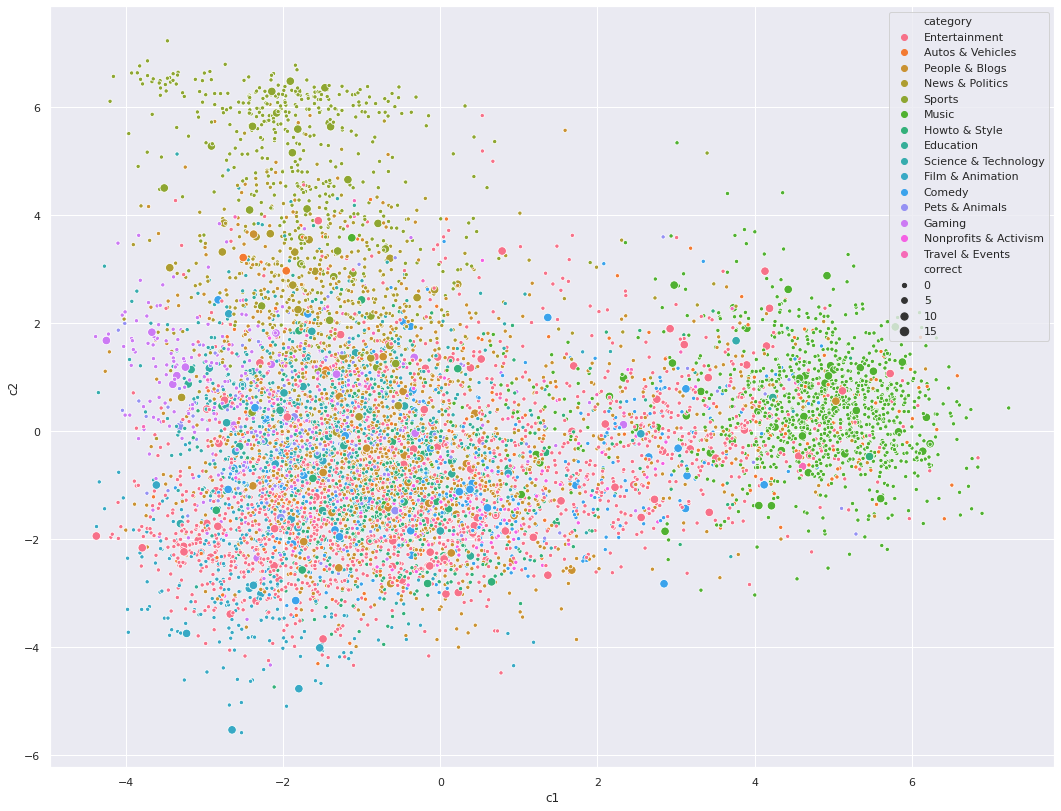 category
Entertainment
Autos & Vehicles
People & Blogs
News & Politics
Sports
Music
Howto & Style
Education
Science & Technology
Film & Animation
Comedy
Pets & Animals
Gaming
Nonprofits & Activism
Travel & Events
correct
0
5
10
15
6
4
2
0
−2
−4
−6
c2
−4 −2 0 2 4 6
c1